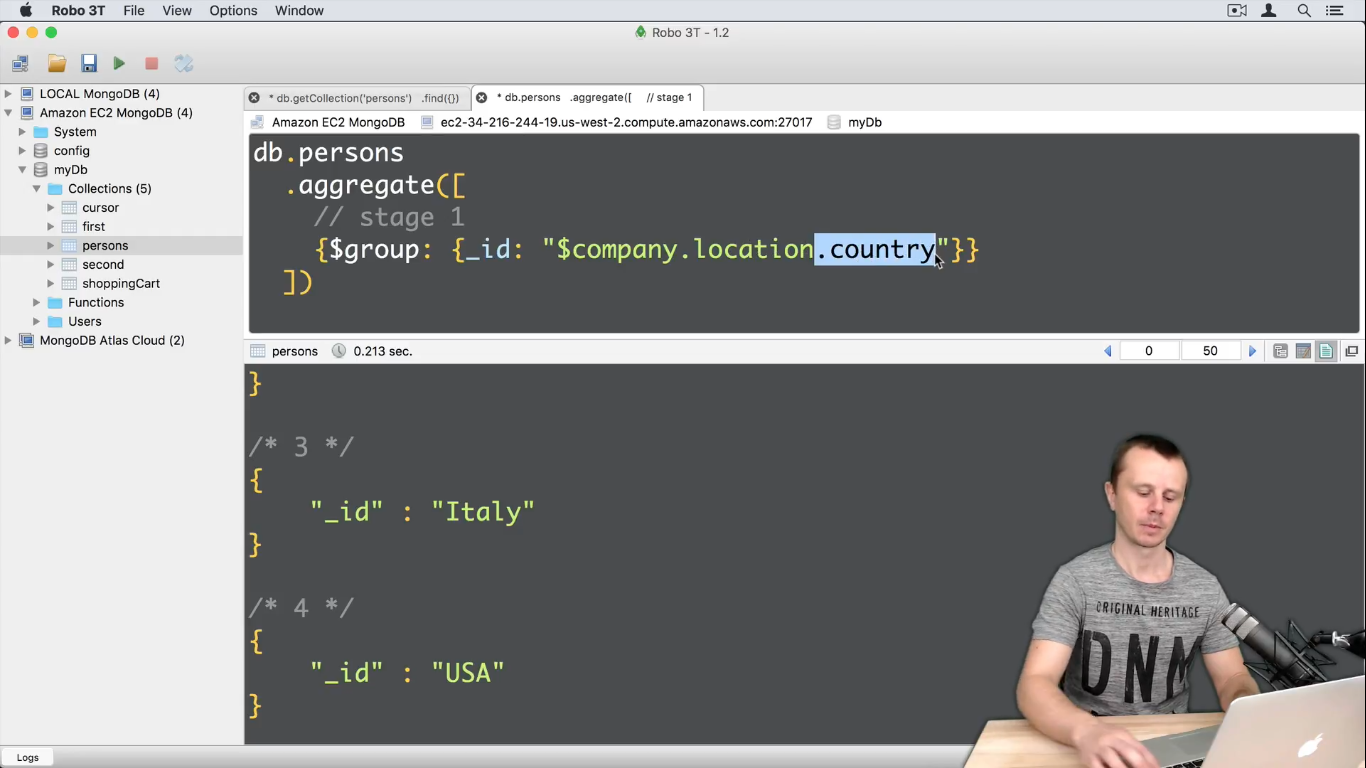 Robo 3T File View Options Window
Robo 3T - 1.2
LOCAL MongoDB (4)
Amazon EC2 MongoDB (4)
System
config
myDb
Collections (5)
cursor
first
persons
second
shoppingCart
Functions
Users
MongoDB Atlas Cloud (2)
* db.getCollection('persons') .find({})
* db.persons .aggregate([ // stage 1
Amazon EC2 MongoDB ec2-34-216-244-19.us-west-2.compute.amazonaws.com:27017 myDb
db.persons
.aggregate([
// stage 1
{$group: {_id: "$company.location.country"}}
])
persons 0.213 sec. 0 50
}
/* 3 */
{
"_id" : "Italy"
}
/* 4 */
{
"_id" : "USA"
}
ORIGINAL HERITAGE
DNM
Logs